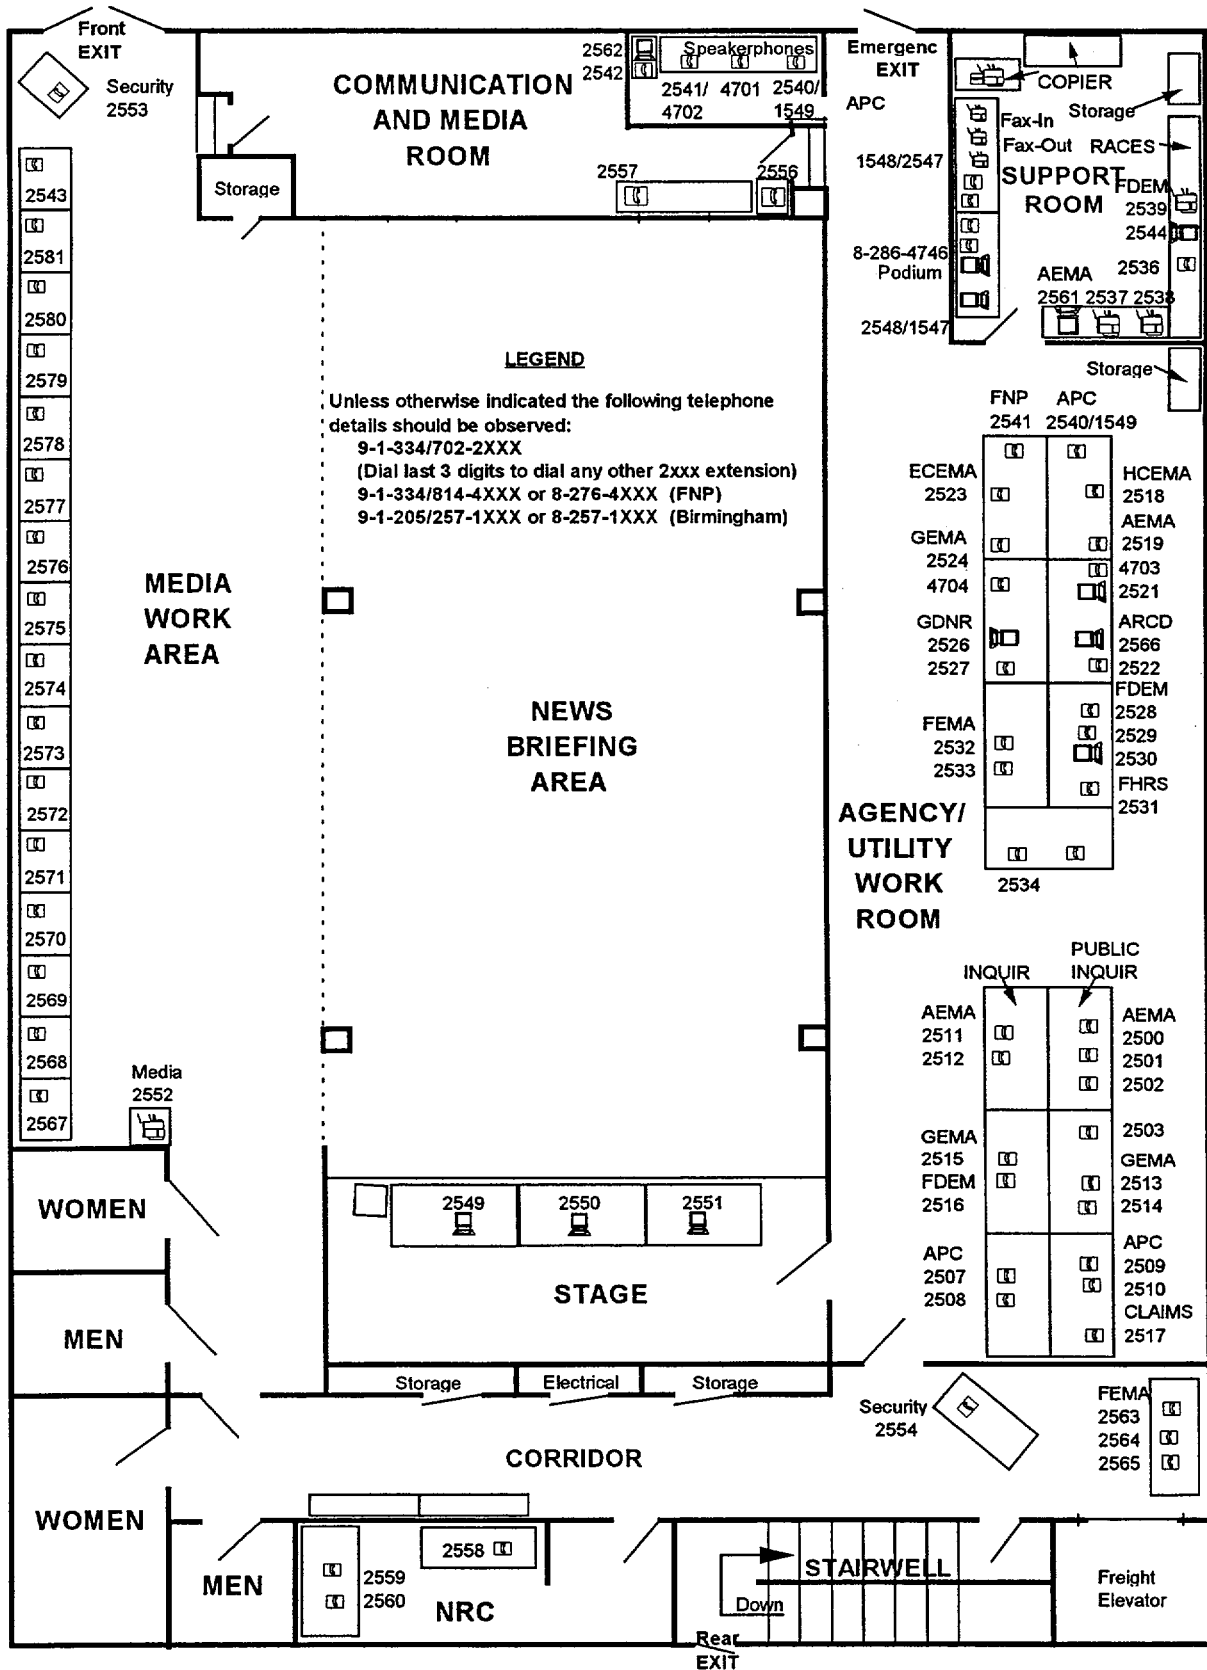 Front
EXIT
Security
2553
COMMUNICATION
AND MEDIA
ROOM
2562
2542
Speakerphones
2541/ 4701 2540/
4702 1549
2557
2556
Storage
Emergenc
EXIT
APC
1548/2547
8-286-4746
Podium
2548/1547
COPIER
Storage
Fax-In
Fax-Out
RACES
SUPPORT
ROOM
FDEM
2539
2544
2536
AEMA
2561 2537 2538
Storage
2543
2581
2580
2579
2578
2577
2576
2575
2574
2573
2572
2571
2570
2569
2568
2567
MEDIA
WORK
AREA
Media
2552
LEGEND
Unless otherwise indicated the following telephone
details should be observed:
9-1-334/702-2XXX
(Dial last 3 digits to dial any other 2xxx extension)
9-1-334/814-4XXX or 8-276-4XXX (FNP)
9-1-205/257-1XXX or 8-257-1XXX (Birmingham)
NEWS
BRIEFING
AREA
FNP APC
2541 2540/1549
ECEMA
2523
GEMA
2524
4704
GDNR
2526
2527
FEMA
2532
2533
HCEMA
2518
AEMA
2519
4703
2521
ARCD
2566
2522
FDEM
2528
2529
2530
FHRS
2531
2534
AGENCY/
UTILITY
WORK
ROOM
INQUIR
PUBLIC
INQUIR
AEMA
2511
2512
GEMA
2515
FDEM
2516
APC
2507
2508
AEMA
2500
2501
2502
2503
GEMA
2513
2514
APC
2509
2510
CLAIMS
2517
WOMEN
MEN
2549 2550 2551
STAGE
Storage Electrical Storage
Security
2554
FEMA
2563
2564
2565
CORRIDOR
WOMEN
MEN
2558
2559
2560
NRC
STAIRWELL
Down
Rear
EXIT
Freight
Elevator